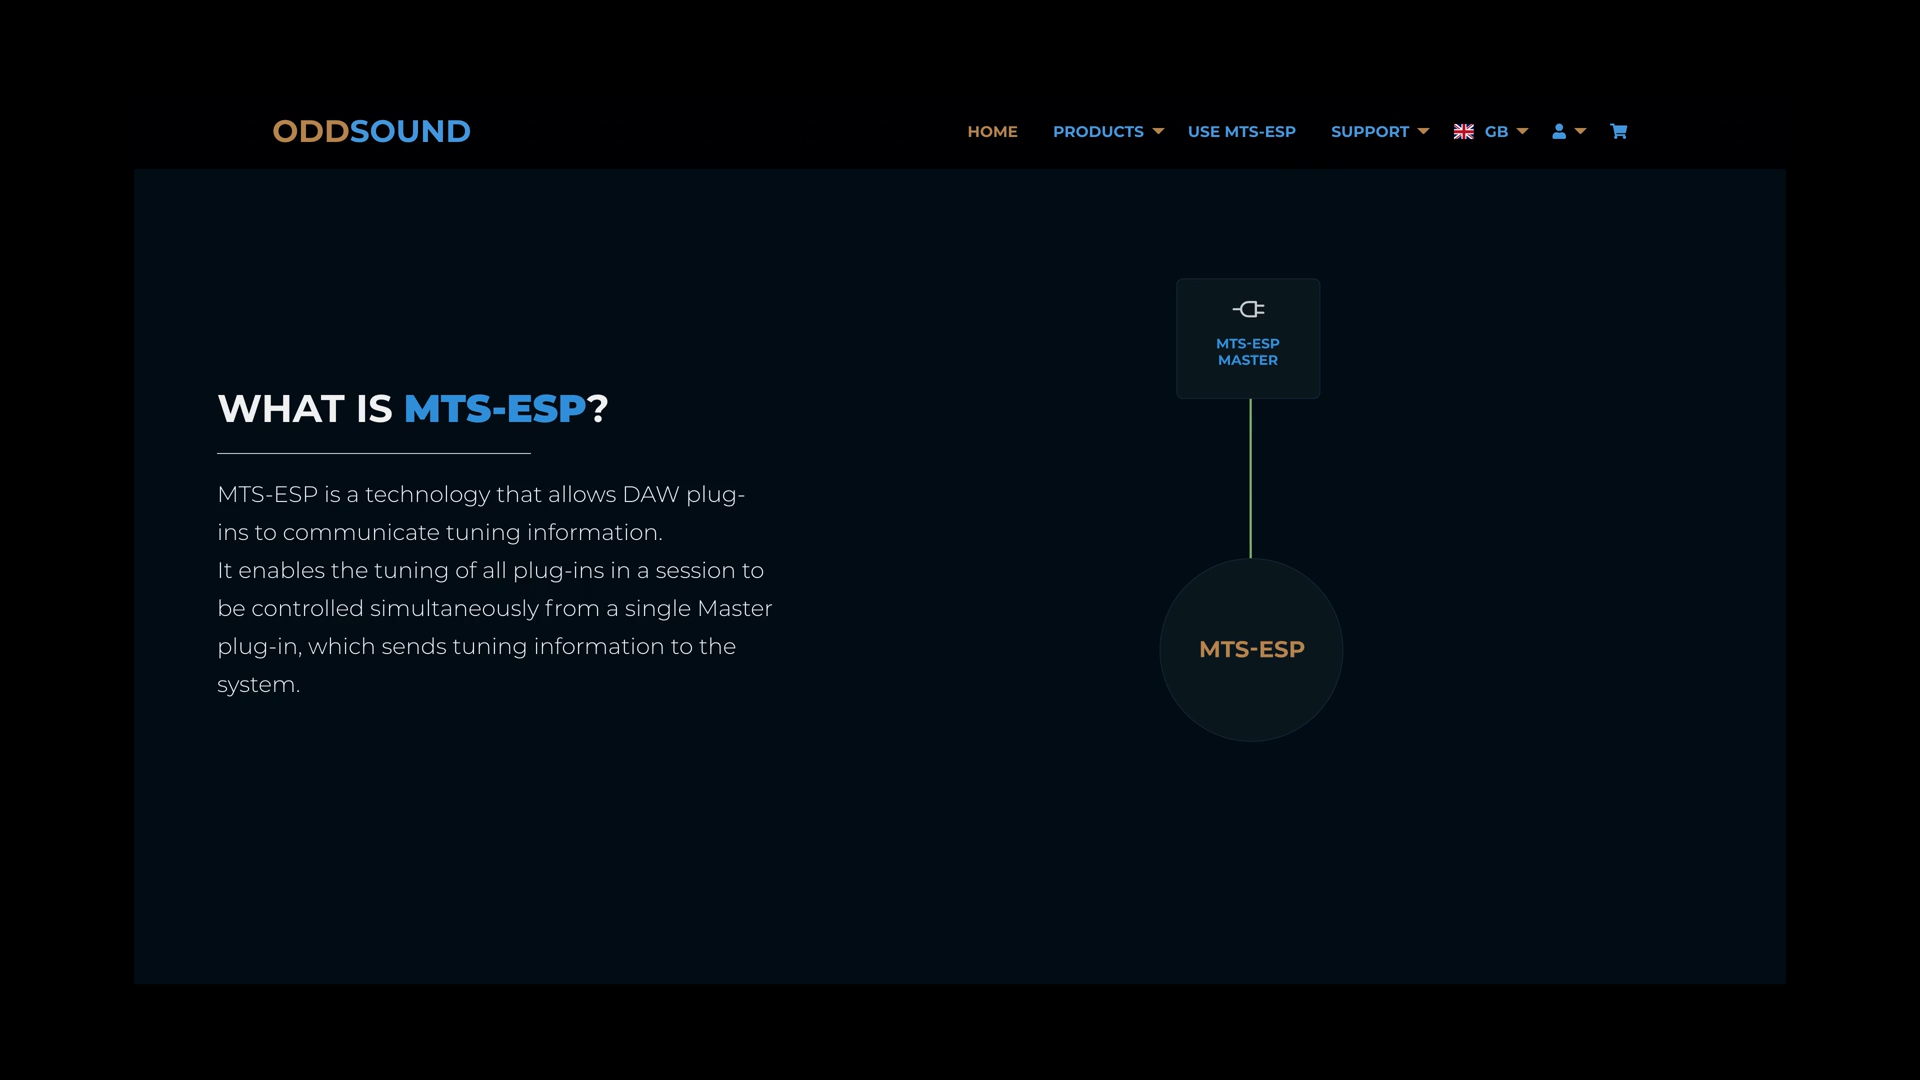 ODDSOUND
HOME PRODUCTS USE MTS-ESP SUPPORT GB
WHAT IS MTS-ESP?
MTS-ESP is a technology that allows DAW plug-
ins to communicate tuning information.
It enables the tuning of all plug-ins in a session to
be controlled simultaneously from a single Master
plug-in, which sends tuning information to the
system.
MTS-ESP
MASTER
MTS-ESP